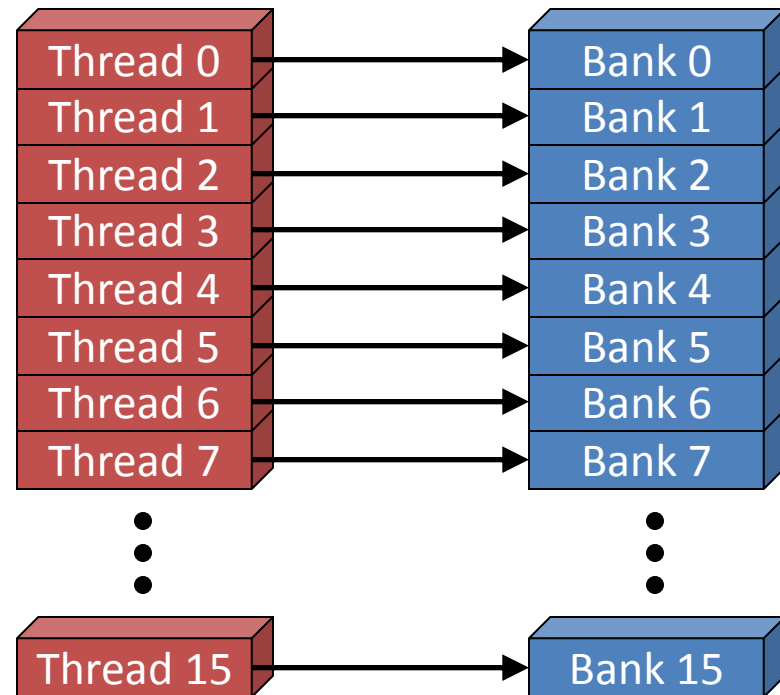 Thread 0
Bank 0
Thread 1
Bank 1
Thread 2
Bank 2
Thread 3
Bank 3
Thread 4
Bank 4
Thread 5
Bank 5
Thread 6
Bank 6
Thread 7
Bank 7
Thread 15
Bank 15